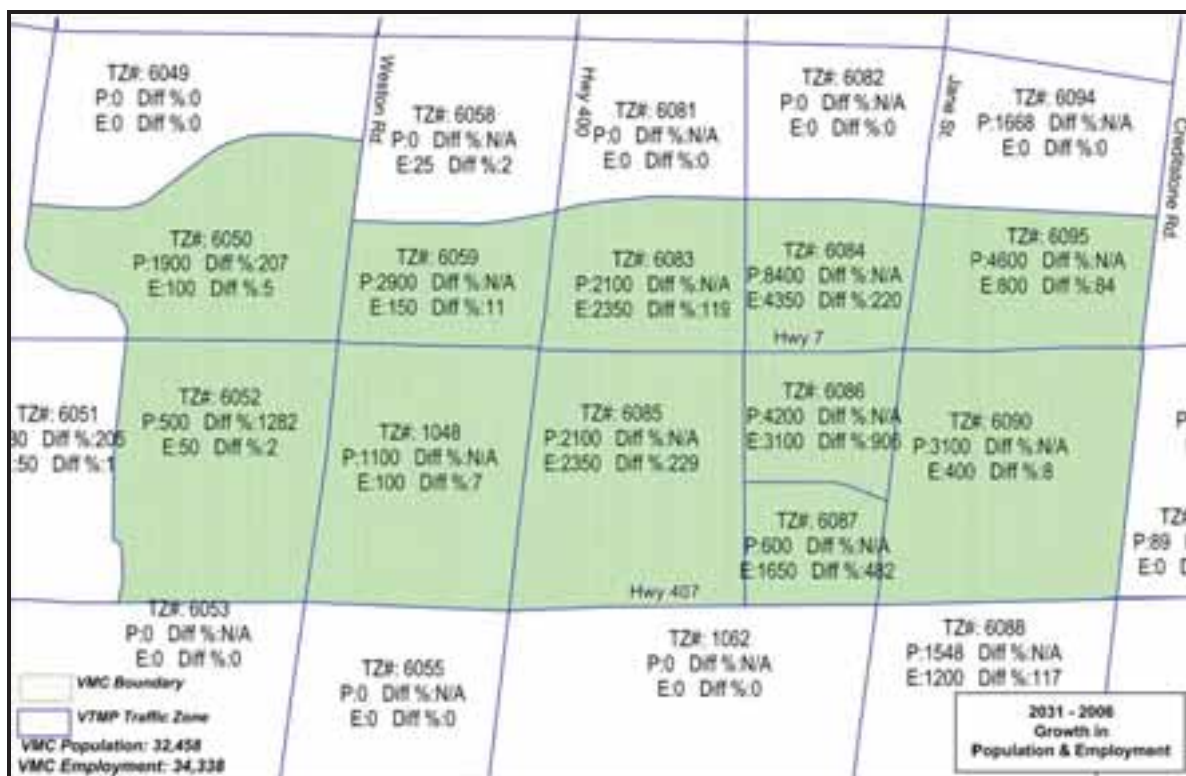 TZ#: 6049
P:0 Diff %:0
E:0 Diff %:0
Weston Rd
TZ#: 6058
P:0 Diff %:N/A
E:25 Diff %:2
Hwy 400
TZ#: 6081
P:0 Diff %:N/A
E:0 Diff %:0
TZ#: 6082
P:0 Diff %:N/A
E:0 Diff %:0
Jane St.
TZ#: 6094
P:1668 Diff %:N/A
E:0 Diff %:0
Creditstone Rd.
TZ#: 6050
P:1900 Diff %:207
E:100 Diff %:5
TZ#: 6059
P:2900 Diff %:N/A
E:150 Diff %:11
TZ#: 6083
P:2100 Diff %:N/A
E:2350 Diff %:119
TZ#: 6084
P:8400 Diff %:N/A
E:4350 Diff %:220
TZ#: 6095
P:4600 Diff %:N/A
E:800 Diff %:84
Hwy 7
TZ#: 6051
Diff %:205
:50 Diff %:1
TZ#: 6052
P:500 Diff %:1282
E:50 Diff %:2
TZ#: 1048
P:1100 Diff %:N/A
E:100 Diff %:7
TZ#: 6085
P:2100 Diff %:N/A
E:2350 Diff %:229
TZ#: 6086
P:4200 Diff %:N/A
E:3100 Diff %:906
TZ#: 6090
P:3100 Diff %:N/A
E:400 Diff %:8
P
TZ#: 6087
P:600 Diff %:N/A
E:1650 Diff %:482
TZ#
P:89
E:0 D
Hwy 407
TZ#: 6053
P:0 Diff %:N/A
E:0 Diff %:0
TZ#: 6055
P:0 Diff %:N/A
E:0 Diff %:0
TZ#: 1062
P:0 Diff %:N/A
E:0 Diff %:0
TZ#: 6088
P:1548 Diff %:N/A
E:1200 Diff %:117
VMC Boundary
VTMP Traffic Zone
VMC Population: 32,458
VMC Employment: 34,338
2031 - 2006
Growth in
Population & Employment